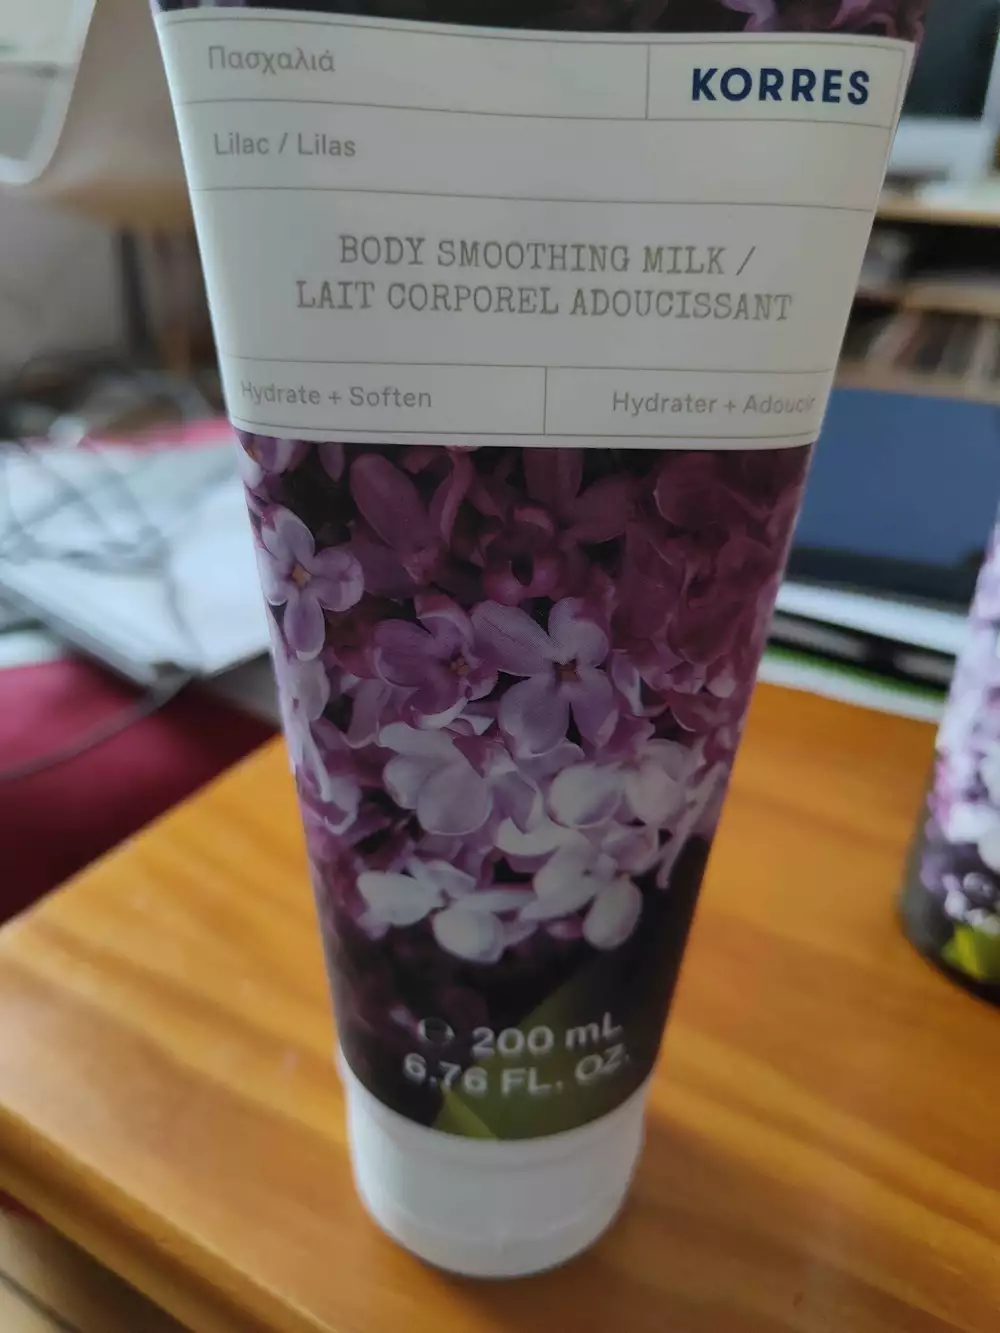 Πασχαλιά
KORRES
Lilac / Lilas
BODY SMOOTHING MILK /
LAIT CORPOREL ADOUCISSANT
Hydrate + Soften
Hydrater + Adoucir
℮ 200 mL
6.76 FL. OZ.